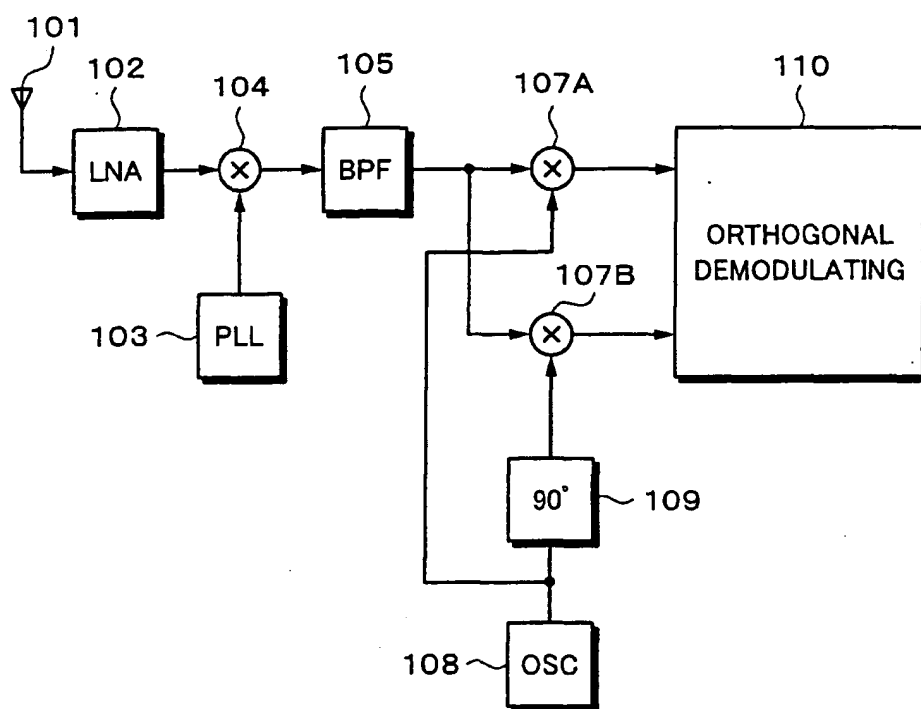 101
102
104
105
107A
110
LNA
×
BPF
×
ORTHOGONAL
DEMODULATING
107B
×
103
PLL
90°
109
108
OSC